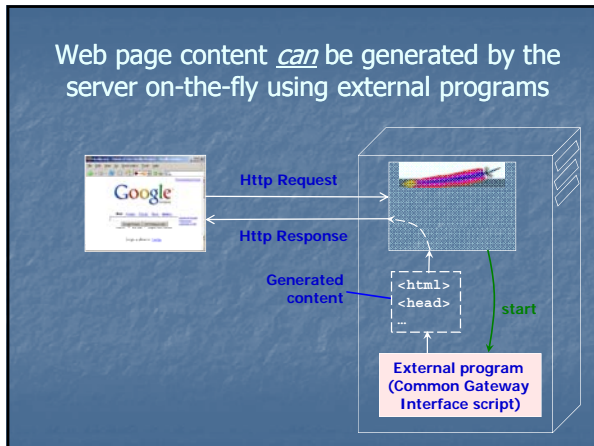 Web page content can be generated by the
server on-the-fly using external programs
Google
Http Request
Http Response
Generated
content
<html>
<head>
…
start
External program
(Common Gateway
Interface script)